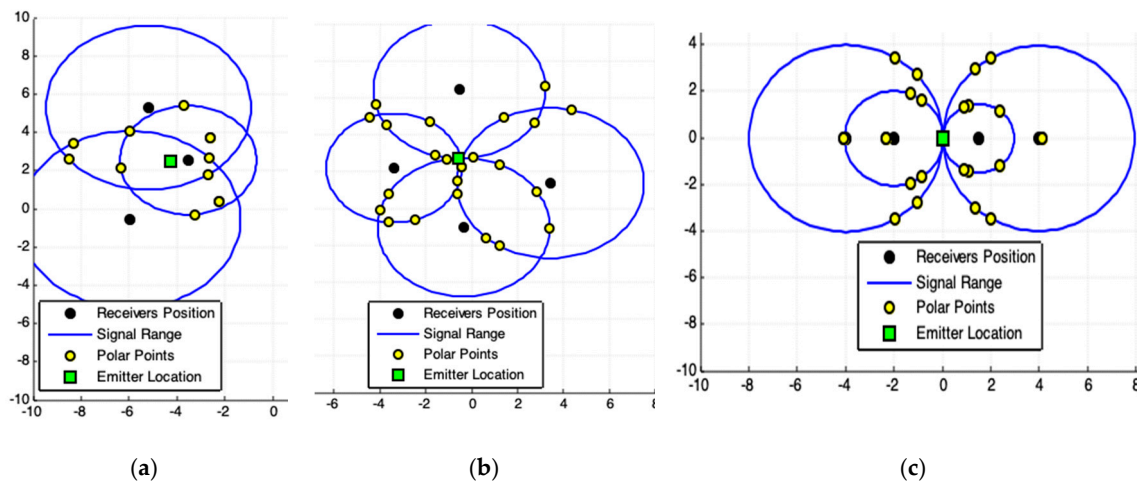 10
8
6
4
2
0
-2
-4
-6
-8
-10
-10 -8 -6 -4 -2 0
Receivers Position
Signal Range
Polar Points
Emitter Location
(a)
-6 -4 -2 0 2 4 6 8
Receivers Position
Signal Range
Polar Points
Emitter Location
(b)
4
2
0
-2
-4
-6
-8
-10
-10 -8 -6 -4 -2 0 2 4 6 8
Receivers Position
Signal Range
Polar Points
Emitter Location
(c)